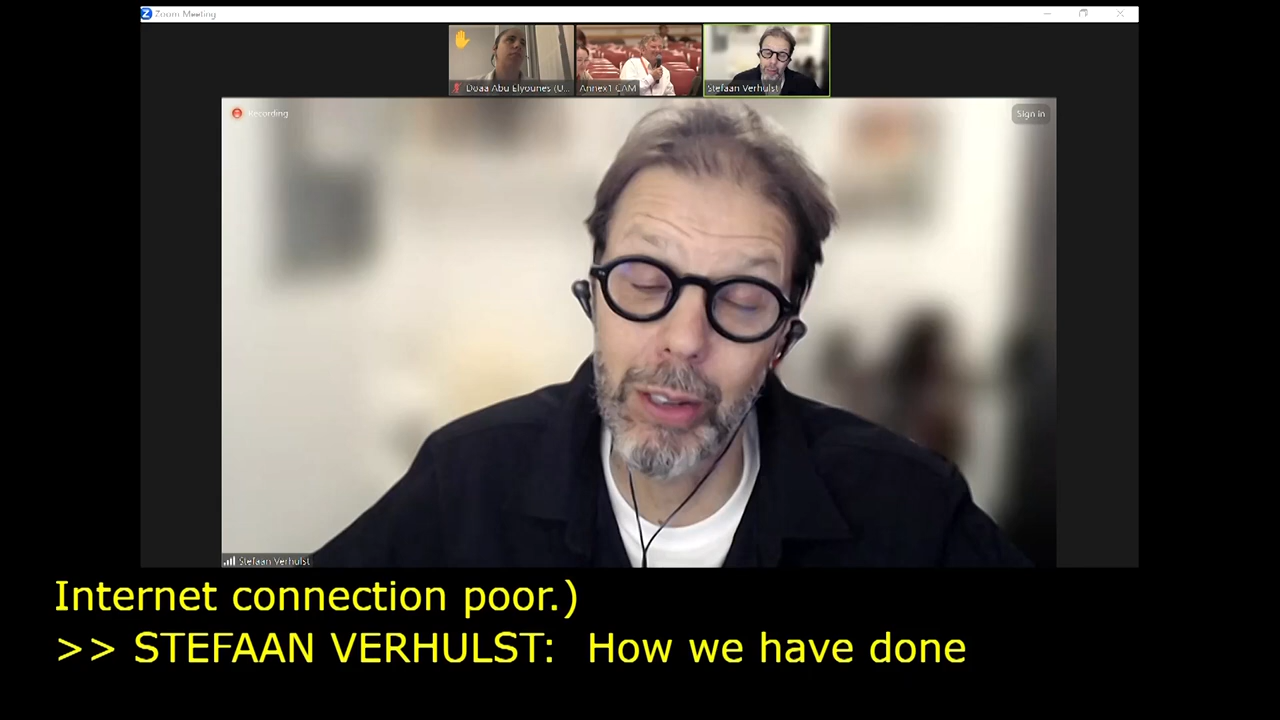 Zoom Meeting
Doaa Abu Elyounes (U...
Annex1 CAM
Stefaan Verhulst
Recording
Sign in
Stefaan Verhulst
Internet connection poor.)
>> STEFAAN VERHULST:  How we have done